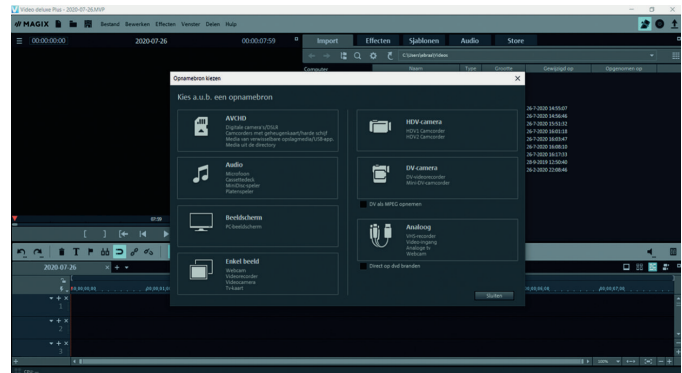 Video deluxe Plus - 2020-07-26.MVP
MAGIX Bestand Bewerken Effecten Venster Delen Hulp
00:00:00:00 2020-07-26 00:00:07:59
Import Effecten Sjablonen Audio Store
Computer Naam Type Grootte Gewijzigd op Opgenomen op
Opnamebron kiezen
Kies a.u.b. een opnamebron
AVCHD
Digitale camera's/DSLR
Camcorders met geheugenkaart/harde schijf
Media van verwisselbare opslagmedia/USB-app.
Media uit de directory
Audio
Microfoon
Cassettedeck
MiniDisc-speler
Platenspeler
Beeldscherm
PC-beeldscherm
Enkel beeld
Webcam
Videorecorder
Videocamera
Tv-kaart
HDV-camera
HDV1 Camcorder
HDV2 Camcorder
DV-camera
DV-videorecorder
Mini-DV-camcorder
DV als MPEG opnemen
Analoog
VHS-recorder
Video-ingang
Analoge tv
Webcam
Direct op dvd branden
Sluiten
26-7-2020 14:55:07
26-7-2020 14:56:46
26-7-2020 15:51:32
26-7-2020 16:01:18
26-7-2020 16:03:47
26-7-2020 16:08:10
26-7-2020 16:17:33
28-9-2019 12:50:40
26-2-2020 22:08:46
07:59
2020-07-26
1
2
3
100%
CPU: --